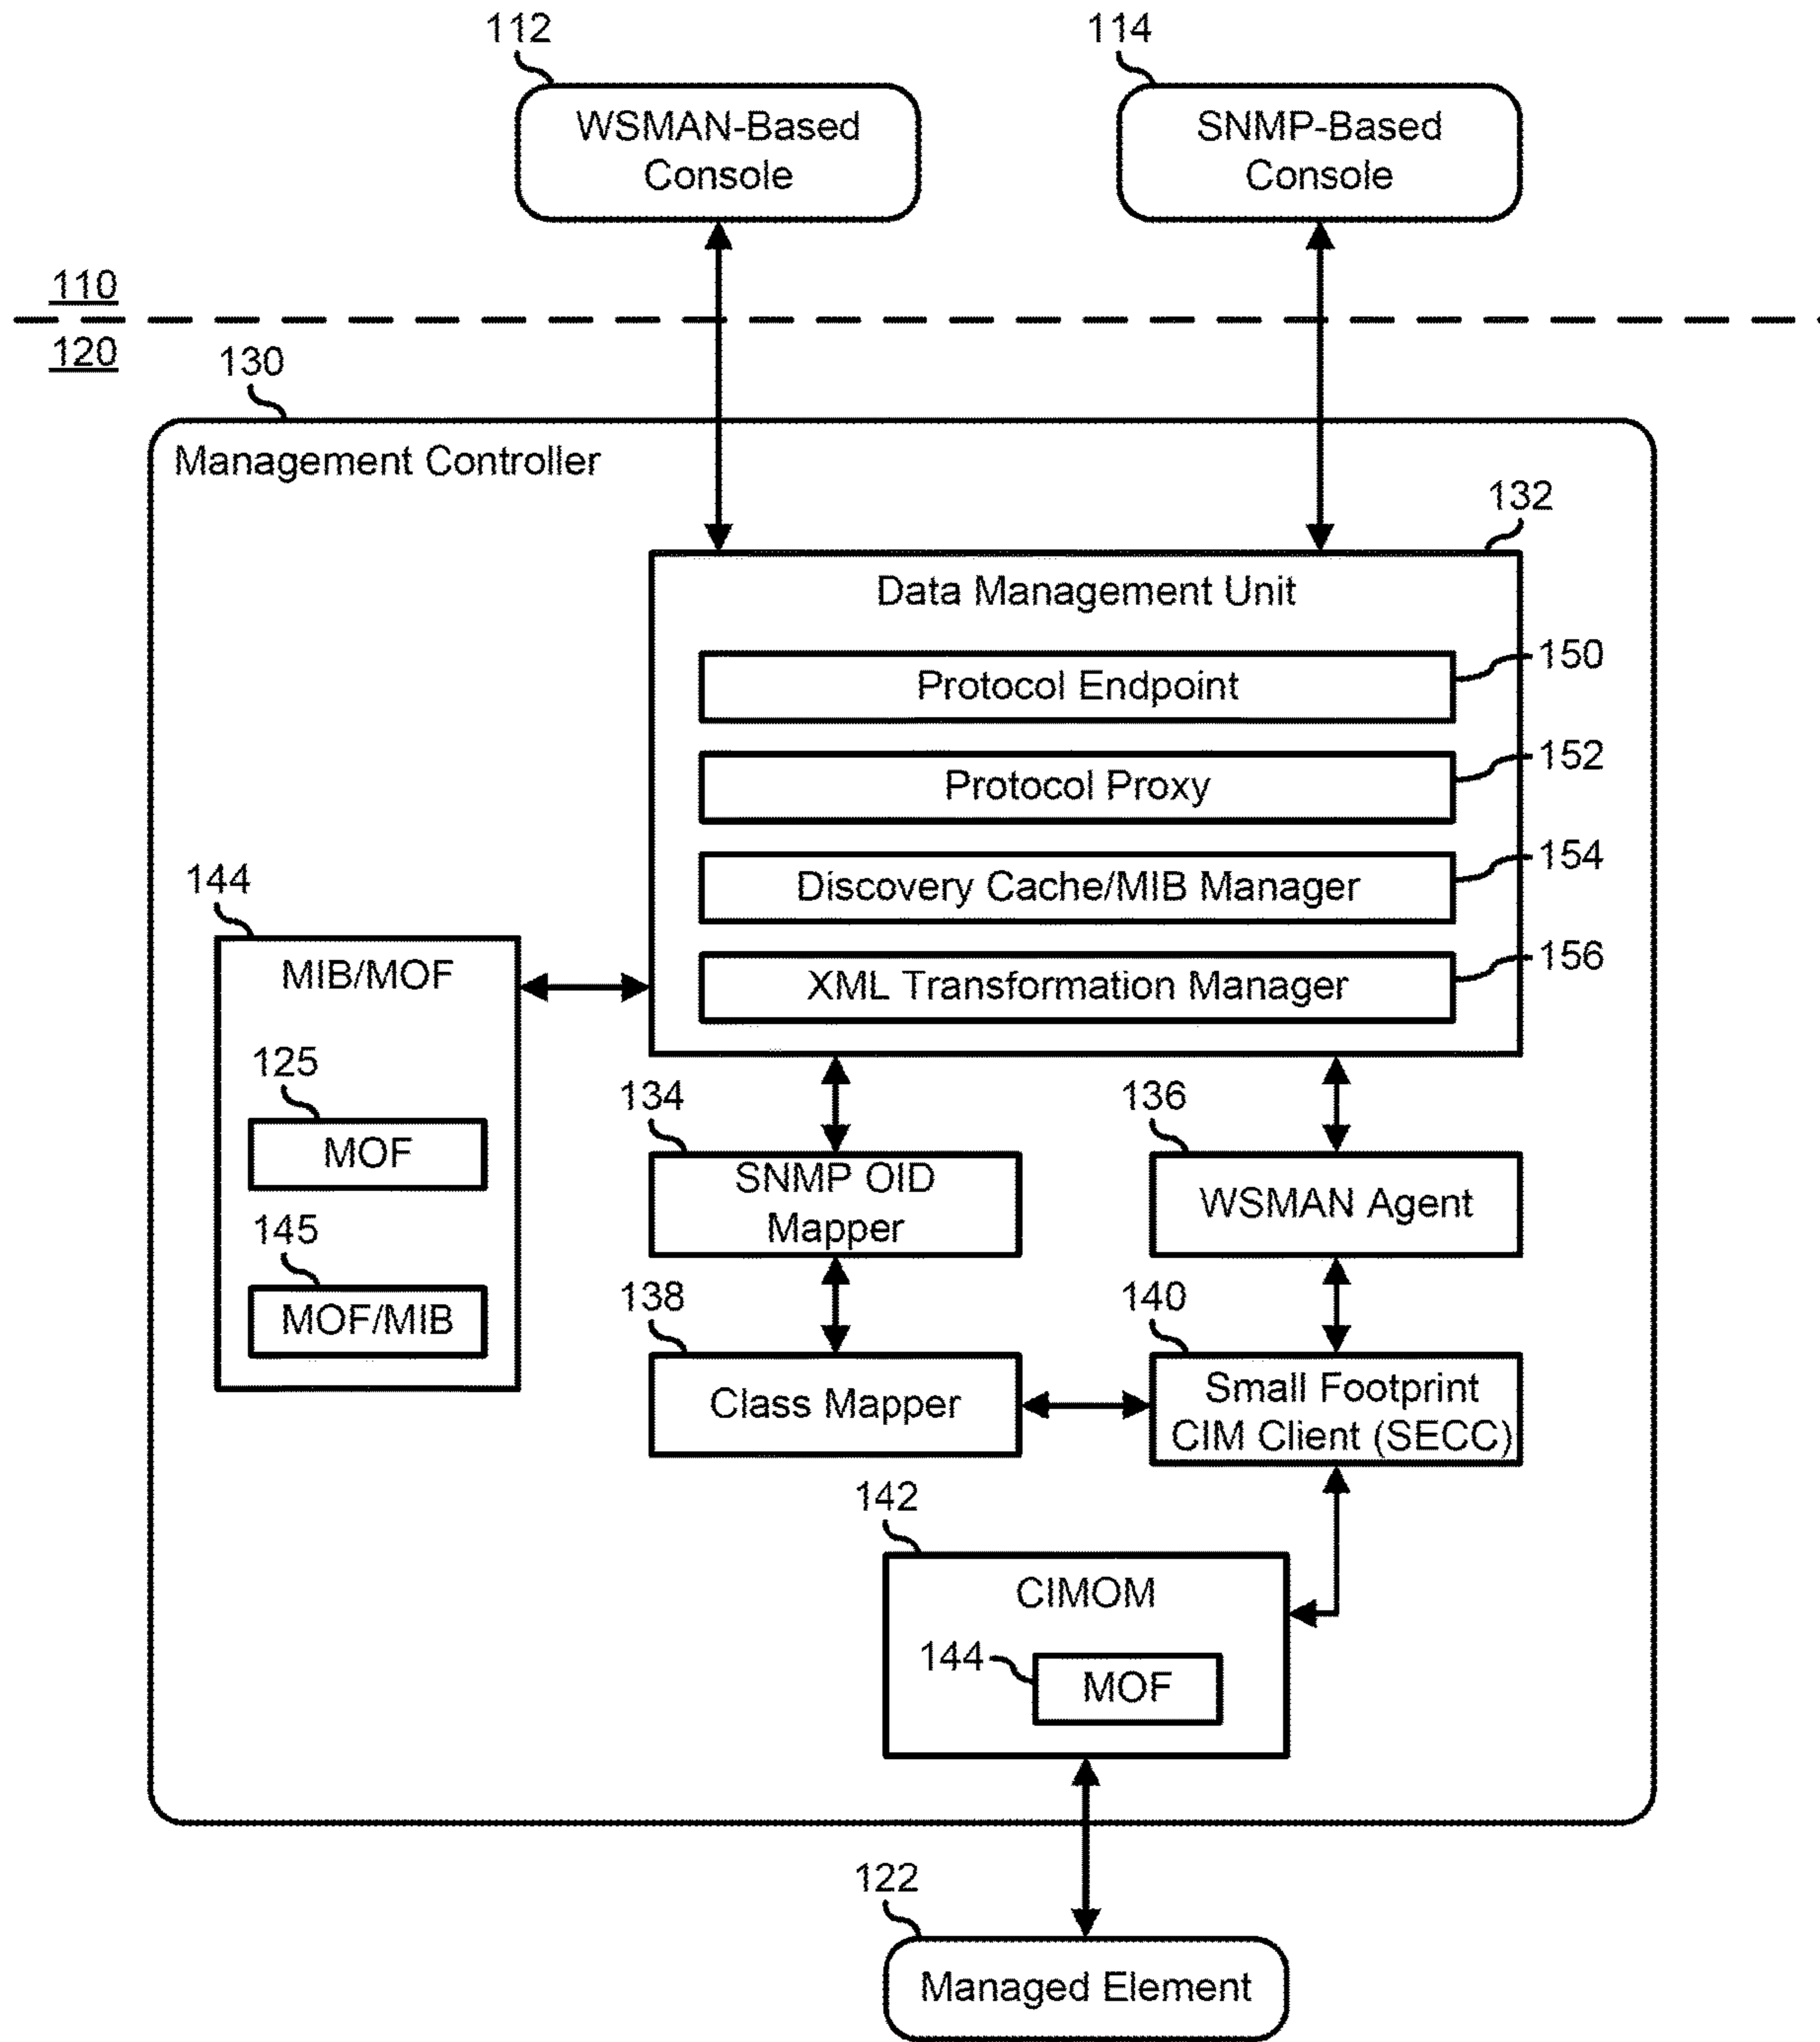 112
114
WSMAN-Based
Console
SNMP-Based
Console
110
120
130
Management Controller
132
Data Management Unit
150
Protocol Endpoint
152
Protocol Proxy
154
Discovery Cache/MIB Manager
156
XML Transformation Manager
144
MIB/MOF
125
MOF
145
MOF/MIB
134
SNMP OID
Mapper
136
WSMAN Agent
138
Class Mapper
140
Small Footprint
CIM Client (SECC)
142
CIMOM
144
MOF
122
Managed Element